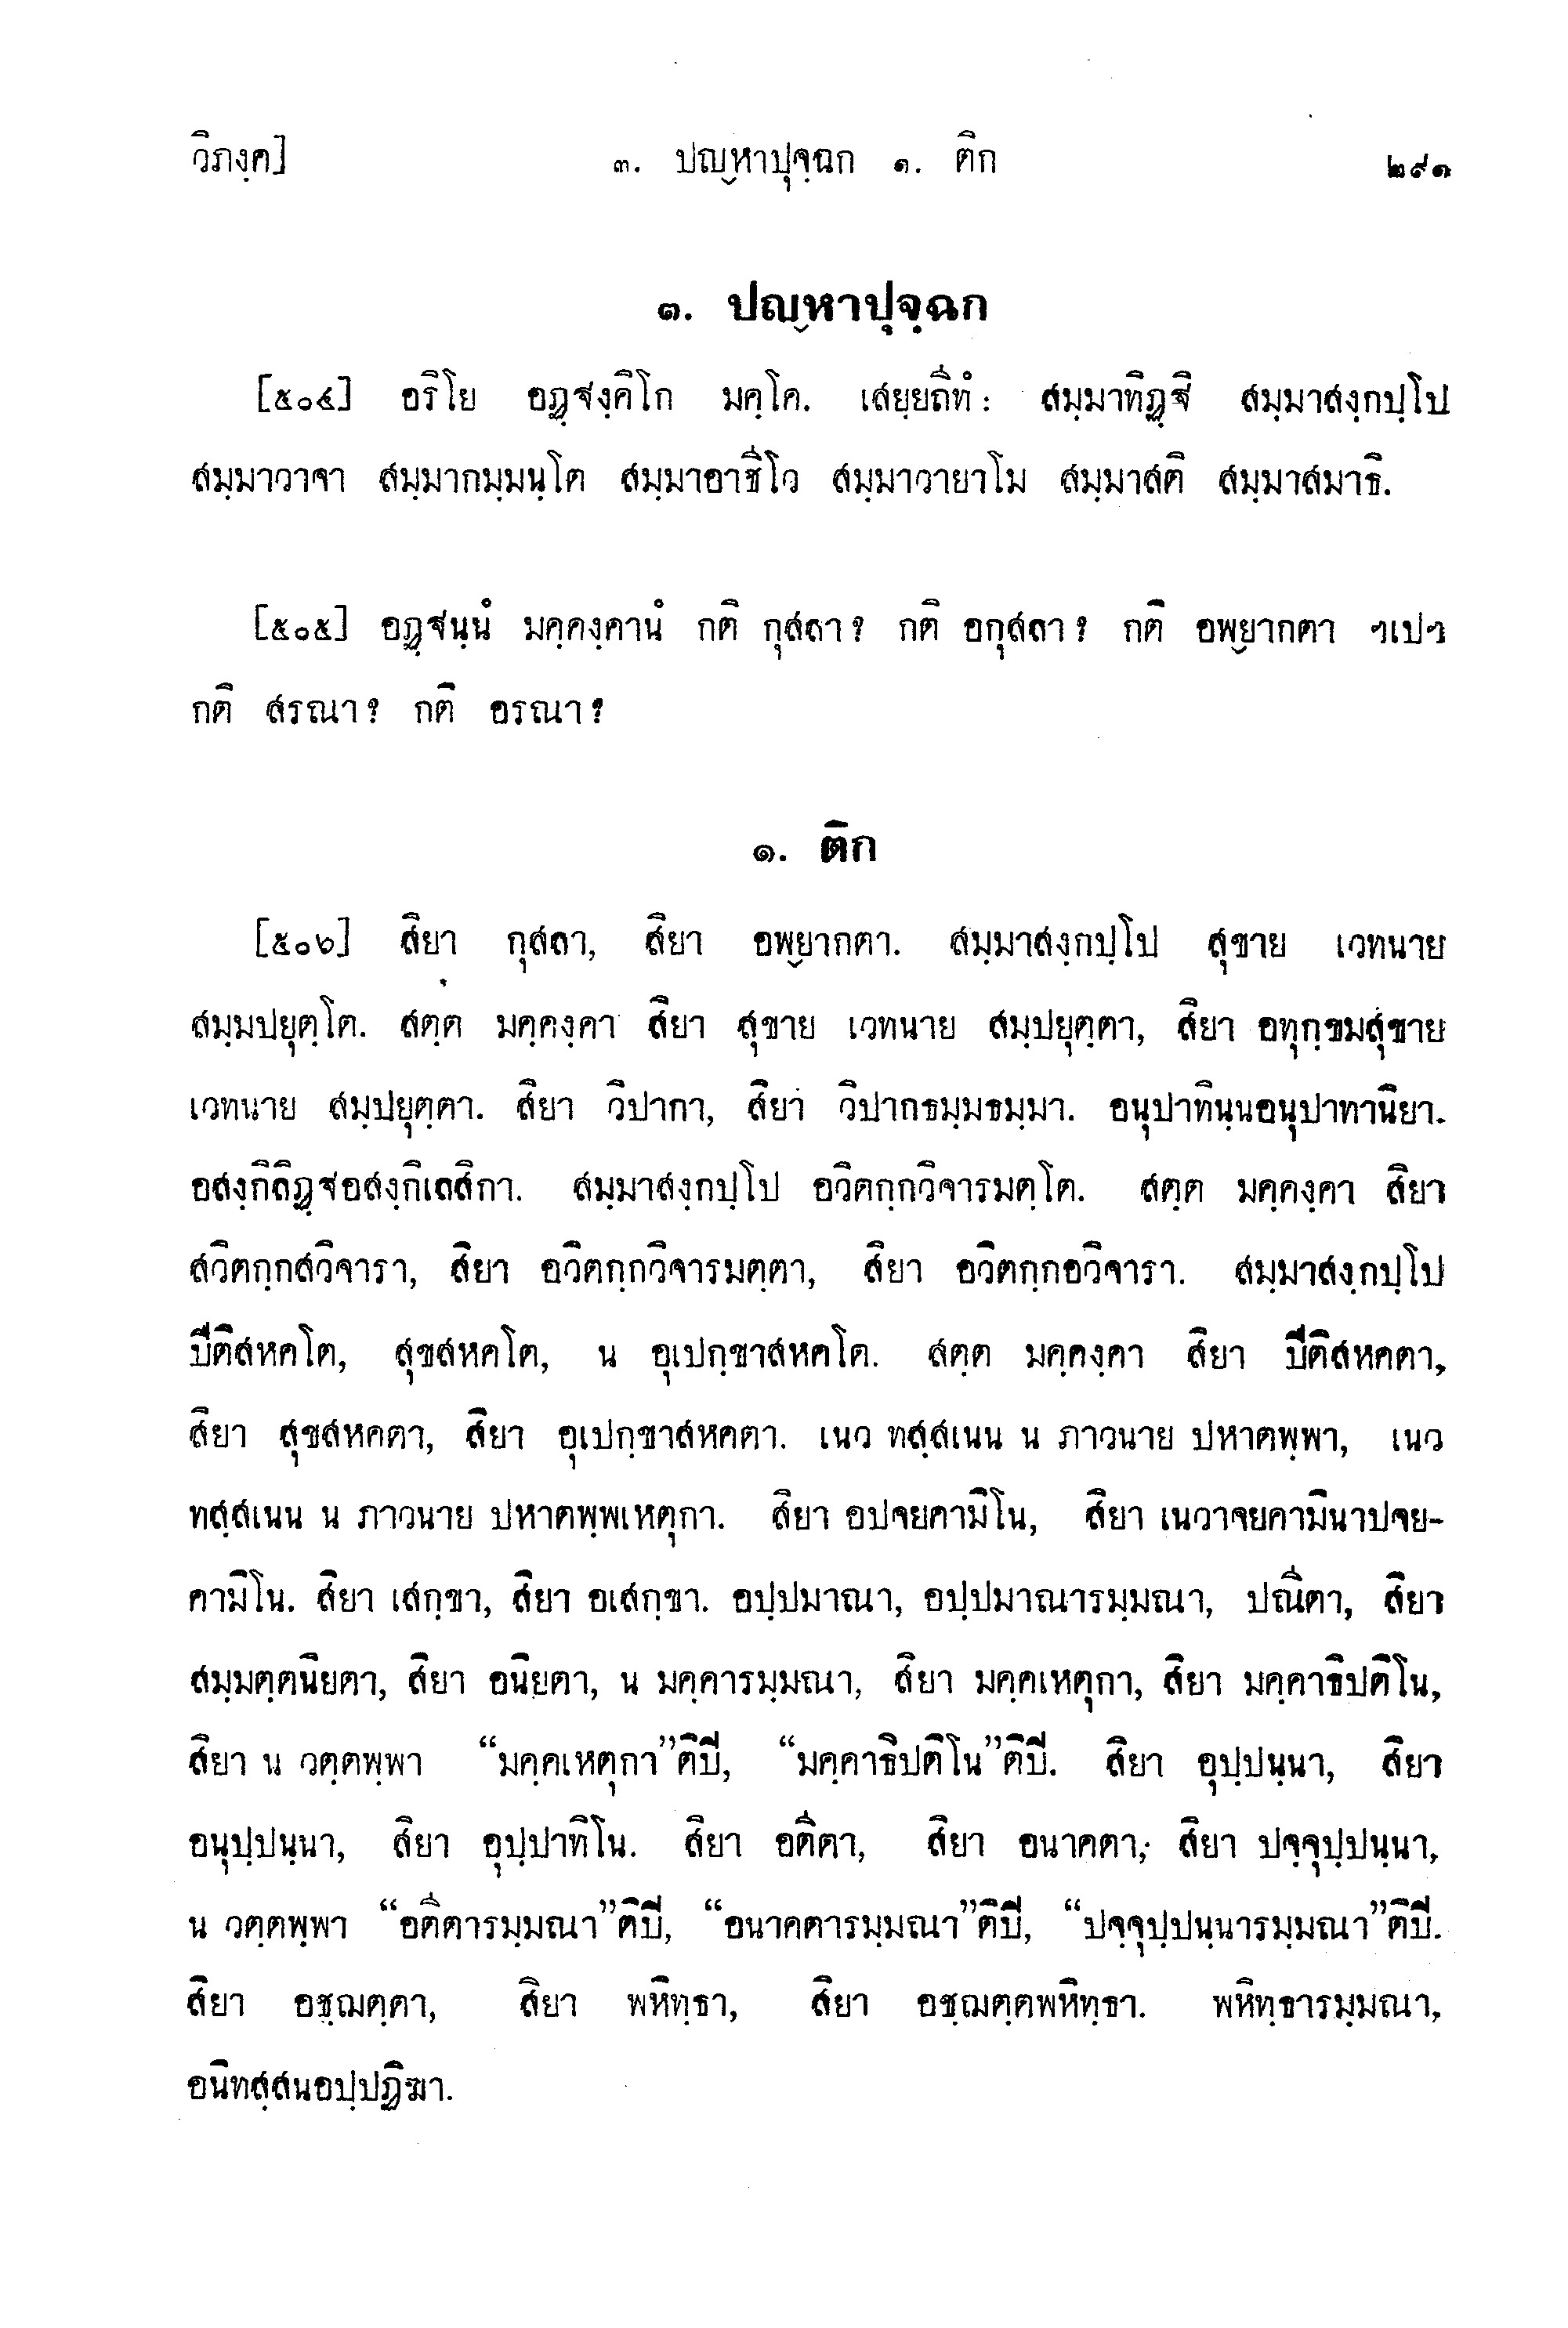 วิภงฺค] ๓. ปญฺหาปุจฺฉก ๑. ติก ๒๙๑
๓. ปญฺหาปุจฺฉก
[๕๐๔] อริโย อฏฺฐงฺคิโก มคฺโค. เสยฺยถีทํ: สมฺมาทิฏฺฐิ สมฺมาสงฺกปฺโป
สมฺมาวาจา สมฺมากมฺมนฺโต สมฺมาอาชีโว สมฺมาวายาโม สมฺมาสติ สมฺมาสมาธิ.
[๕๐๕] อฏฺฐนฺนํ มคฺคงฺคานํ กติ กุสลา? กติ อกุสลา? กติ อพฺยากตา ฯเปฯ
กติ สรณา? กติ อรณา?
๑. ติก
[๕๐๖] สิยา กุสลา, สิยา อพฺยากตา. สมฺมาสงฺกปฺโป สุขาย เวทนาย
สมฺมปยุตฺโต. สตฺต มคฺคงฺคา สิยา สุขาย เวทนาย สมฺปยุตฺตา, สิยา อทุกฺขมสุขาย
เวทนาย สมฺปยุตฺตา. สิยา วิปากา, สิยา วิปากธมฺมธมฺมา. อนุปาทินฺนอนุปาทานิยา.
อสงฺกิลิฏฺฐอสงฺกิเลสิกา. สมฺมาสงฺกปฺโป อวิตกฺกวิจารมตฺโต. สตฺต มคฺคงฺคา สิยา
สวิตกฺกสวิจารา, สิยา อวิตกฺกวิจารมตฺตา, สิยา อวิตกฺกอวิจารา. สมฺมาสงฺกปฺโป
ปีติสหคโต, สุขสหคโต, น อุเปกฺขาสหคโต. สตฺต มคฺคงฺคา สิยา ปีติสหคตา,
สิยา สุขสหคตา, สิยา อุเปกฺขาสหคตา. เนว ทสฺสเนน น ภาวนาย ปหาตพฺพา, เนว
ทสฺสเนน น ภาวนาย ปหาตพฺพเหตุกา. สิยา อปจยคามิโน, สิยา เนวาจยคามินาปจย-
คามิโน. สิยา เสกฺขา, สิยา อเสกฺขา. อปฺปมาณา, อปฺปมาณารมฺมณา, ปณีตา, สิยา
สมฺมตฺตนิยตา, สิยา อนิยตา, น มคฺคารมฺมณา, สิยา มคฺคเหตุกา, สิยา มคฺคาธิปติโน,
สิยา น วตฺตพฺพา “มคฺคเหตุกา”ติปี, “มคฺคาธิปติโน”ติปี. สิยา อุปฺปนฺนา, สิยา
อนุปฺปนฺนา, สิยา อุปฺปาทิโน. สิยา อตีตา, สิยา อนาคตา, สิยา ปจฺจุปฺปนฺนา,
น วตฺตพฺพา “อตีตารมฺมณา”ติปี, “อนาคตารมฺมณา”ติปี, “ปจฺจุปฺปนฺนารมฺมณา”ติปี.
สิยา อชฺฌตฺตา, สิยา พหิทฺธา, สิยา อชฺฌตฺตพหิทฺธา. พหิทฺธารมฺมณา,
อนิทสฺสนอปฺปฏิฆา.